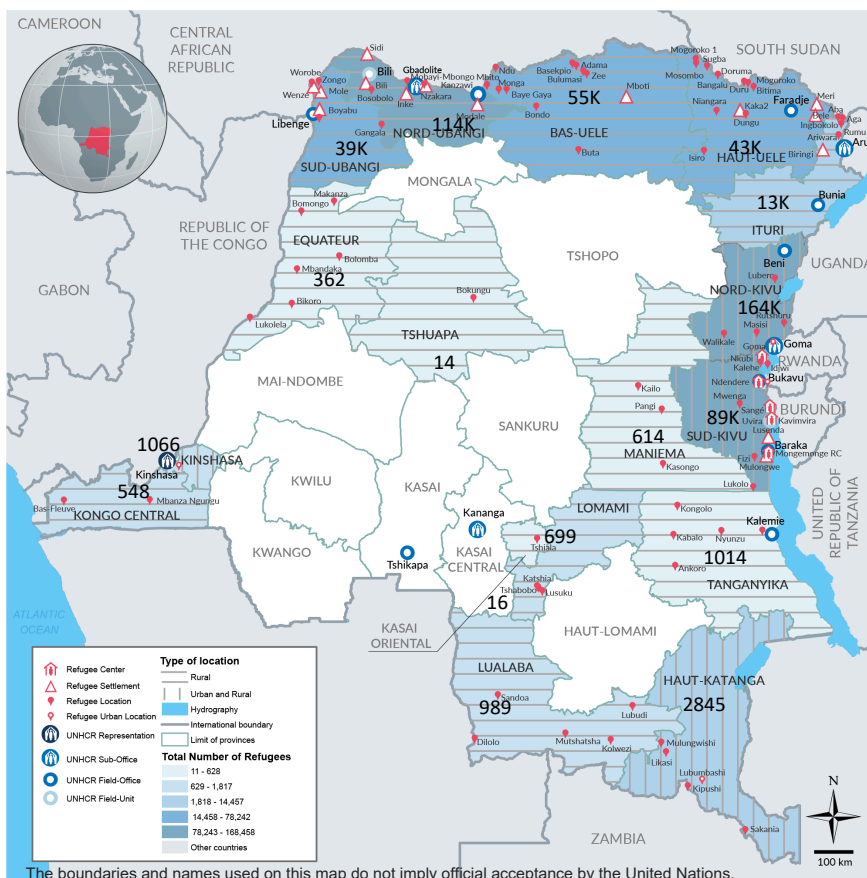 CAMEROON
CENTRAL
AFRICAN
REPUBLIC
SOUTH SUDAN
Sidi
Bili
Gbadolite
Worobe
Zongo
Mobayi-Mbongo
Mbito
Ndu
Monga
Basekpio
Adama
Bulumasi
Zee
Mogoroko 1
Sugba
Mosombo
Doruma
Bangalu
Duru
Mogoroko
Bitima
Wenze
Mole
Bili
Bosobolo
Inke
Nzakara
Kanzawi
Baye Gaya
Mboti
55K
Niangara
Kaka2
Dungu
Faradje
Meri
Bele
Aba
Aga
Ingbokolo
Rumu
Ariwara
Aru
Libenge
Boyabu
Gangala
Modale
114K
NORD-UBANGI
Bondo
BAS-UELE
Buta
39K
SUD-UBANGI
Isiro
43K
HAUT-UELE
Biringi
MONGALA
Makanza
Bomongo
13K
Bunia
ITURI
REPUBLIC OF
THE CONGO
EQUATEUR
Bolomba
Mbandaka
362
TSHOPO
Beni
UGANDA
GABON
Bokungu
Bikoro
Lukolela
NORD-KIVU
164K
Rutshuru
Masisi
Walikale
Goma
Goma
TSHUAPA
14
Nkubi
Kalehe
Idjwi
RWANDA
MAI-NDOMBE
Ndendere
Bukavu
Kailo
Mwenga
Sange
BURUNDI
SANKURU
Pangi
89K
Uvira
Kavimvira
614
SUD-KIVU
Lusenda
1066
KINSHASA
Kinshasa
MANIEMA
Baraka
Mongemonge RC
Fizi
Mulongwe
Kasongo
KWILU
KASAI
548
Bas-Fleuve
Mbanza Ngungu
KONGO CENTRAL
Lukolo
UNITED
REPUBLIC OF
TANZANIA
LOMAMI
Kananga
Kongolo
KWANGO
699
Tshiala
Kabalo
Nyunzu
Kalemie
1014
Tshikapa
KASAI
CENTRAL
Ankoro
TANGANYIKA
Katshial
Tshabobo
Lusuku
16
ATLANTIC
OCEAN
KASAI
ORIENTAL
HAUT-LOMAMI
LUALABA
HAUT-KATANGA
2845
Sandoa
989
Lubudi
Dilolo
Mutshatsha
Kolwezi
Mulungwishi
Likasi
Lubumbashi
Kipushi
Sakania
ZAMBIA
N
100 km
Refugee Center
Refugee Settlement
Refugee Location
Refugee Urban Location
UNHCR Representation
UNHCR Sub-Office
UNHCR Field-Office
UNHCR Field-Unit
Type of location
Rural
Urban and Rural
Hydrography
International boundary
Limit of provinces
Total Number of Refugees
11 - 628
629 - 1,817
1,818 - 14,457
14,458 - 78,242
78,243 - 168,458
Other countries
The boundaries and names used on this map do not imply official acceptance by the United Nations.